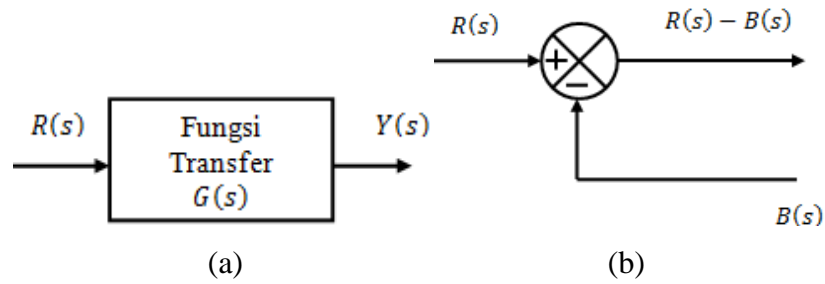 R(s)
Fungsi
Transfer
G(s)
Y(s)
(a)
R(s)
R(s) − B(s)
+
−
B(s)
(b)